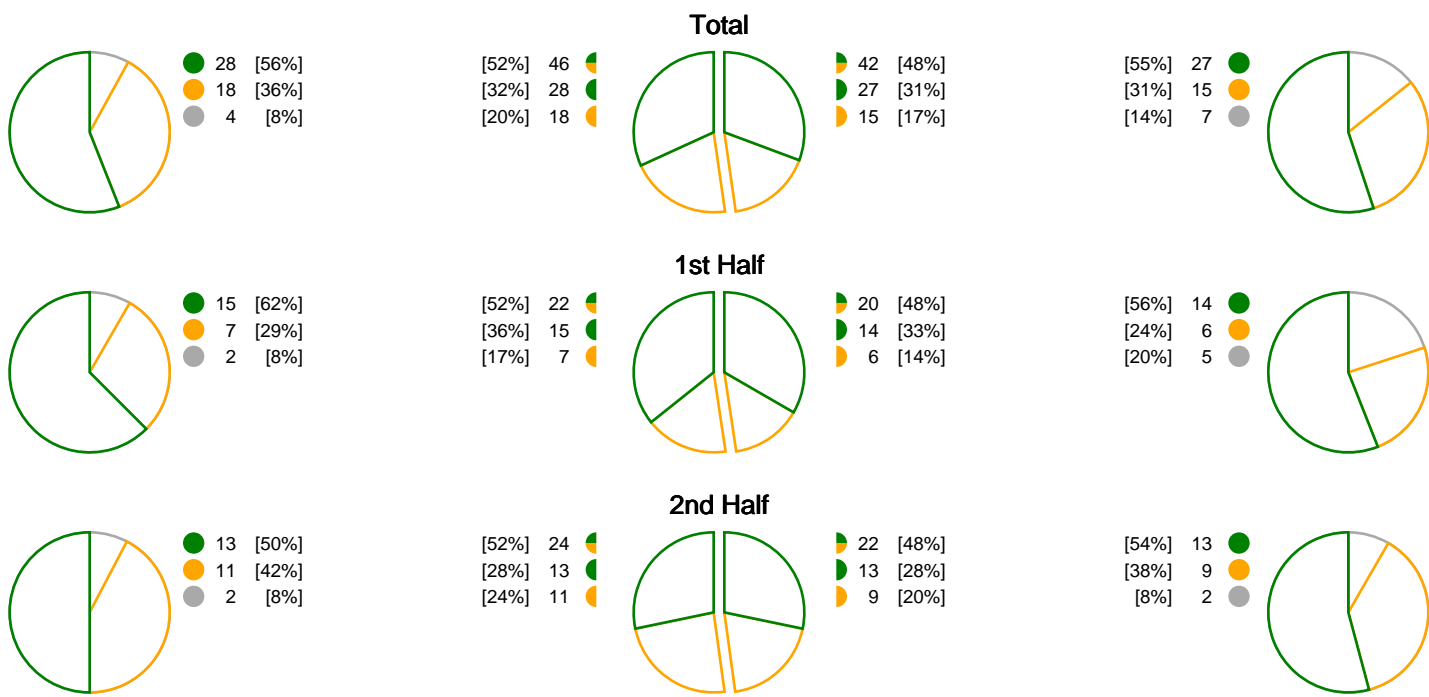 Total
28 [56%] [52%] 46 42 [48%] [55%] 27
18 [36%] [32%] 28 27 [31%] [31%] 15
4 [8%] [20%] 18 15 [17%] [14%] 7
1st Half
15 [62%] [52%] 22 20 [48%] [56%] 14
7 [29%] [36%] 15 14 [33%] [24%] 6
2 [8%] [17%] 7 6 [14%] [20%] 5
2nd Half
13 [50%] [52%] 24 22 [48%] [54%] 13
11 [42%] [28%] 13 13 [28%] [38%] 9
2 [8%] [24%] 11 9 [20%] [8%] 2